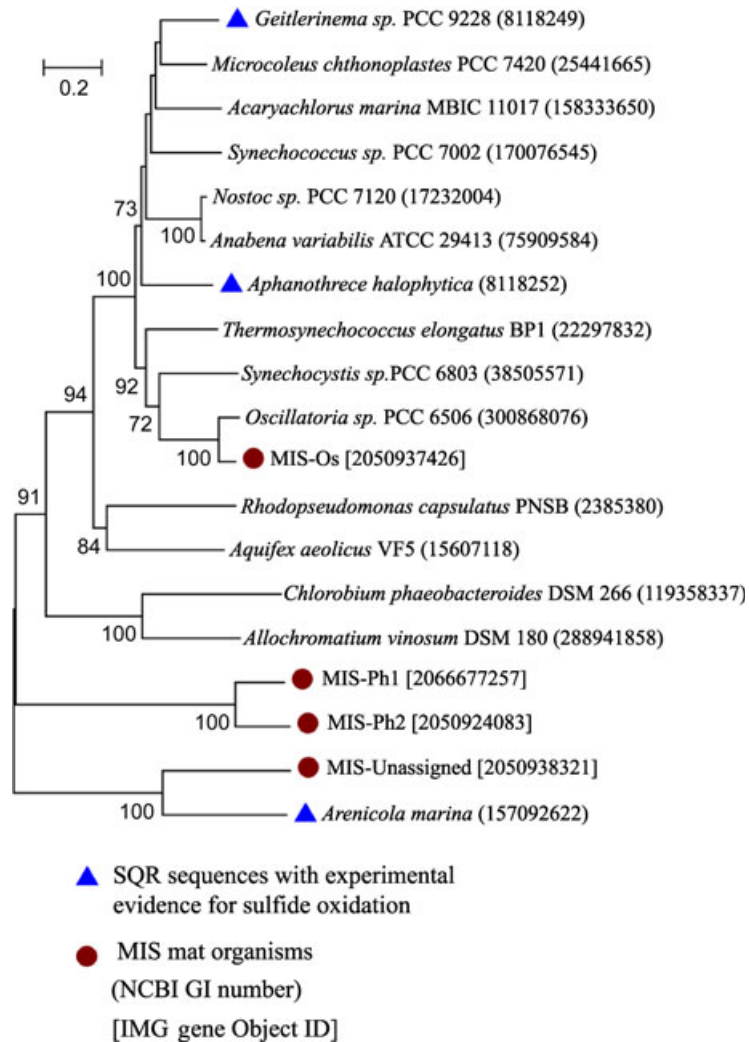 Geitlerinema sp. PCC 9228 (8118249)
0.2
Microcoleus chthonoplastes PCC 7420 (25441665)
Acaryachlorus marina MBIC 11017 (158333650)
Synechococcus sp. PCC 7002 (170076545)
73
Nostoc sp. PCC 7120 (17232004)
100
Anabena variabilis ATCC 29413 (75909584)
100
Aphanothrece halophytica (8118252)
Thermosynechococcus elongatus BP1 (22297832)
92
Synechocystis sp.PCC 6803 (38505571)
94
72
Oscillatoria sp. PCC 6506 (300868076)
100
MIS-Os [2050937426]
91
Rhodopseudomonas capsulatus PNSB (2385380)
84
Aquifex aeolicus VF5 (15607118)
Chlorobium phaeobacteroides DSM 266 (119358337)
100
Allochromatium vinosum DSM 180 (288941858)
MIS-Ph1 [2066677257]
100
MIS-Ph2 [2050924083]
MIS-Unassigned [2050938321]
100
Arenicola marina (157092622)
SQR sequences with experimental
evidence for sulfide oxidation
MIS mat organisms
(NCBI GI number)
[IMG gene Object ID]